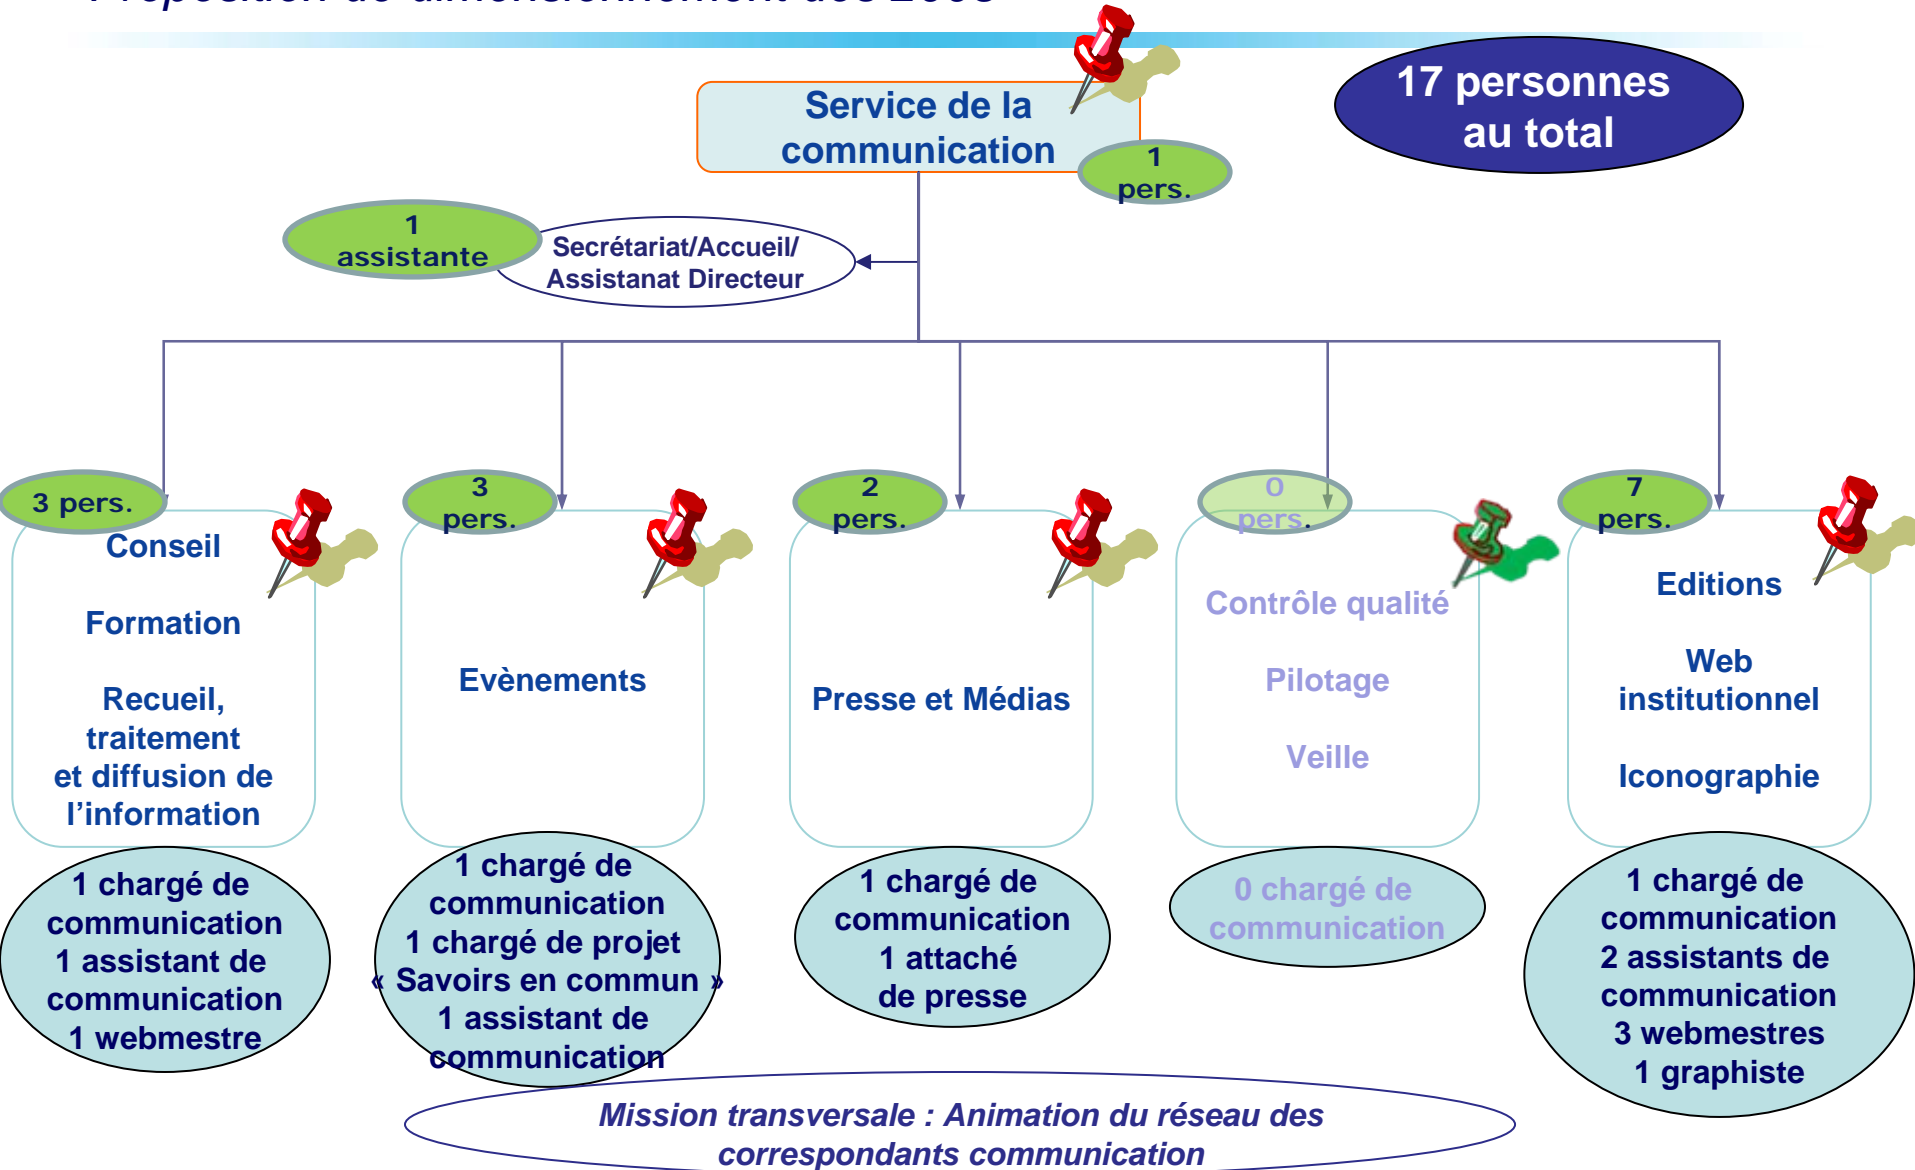 Proposition de dimensionnement dès 2008
17 personnes
au total
Service de la
communication
1
pers.
1
assistante
Secrétariat/Accueil/
Assistanat Directeur
3 pers.
Conseil
Formation
Recueil,
traitement
et diffusion de
l’information
1 chargé de
communication
1 assistant de
communication
1 webmestre
3
pers.
Evènements
1 chargé de
communication
1 chargé de projet
« Savoirs en commun »
1 assistant de
communication
2
pers.
Presse et Médias
1 chargé de
communication
1 attaché
de presse
0
pers.
Contrôle qualité
Pilotage
Veille
0 chargé de
communication
7
pers.
Editions
Web
institutionnel
Iconographie
1 chargé de
communication
2 assistants de
communication
3 webmestres
1 graphiste
Mission transversale : Animation du réseau des
correspondants communication